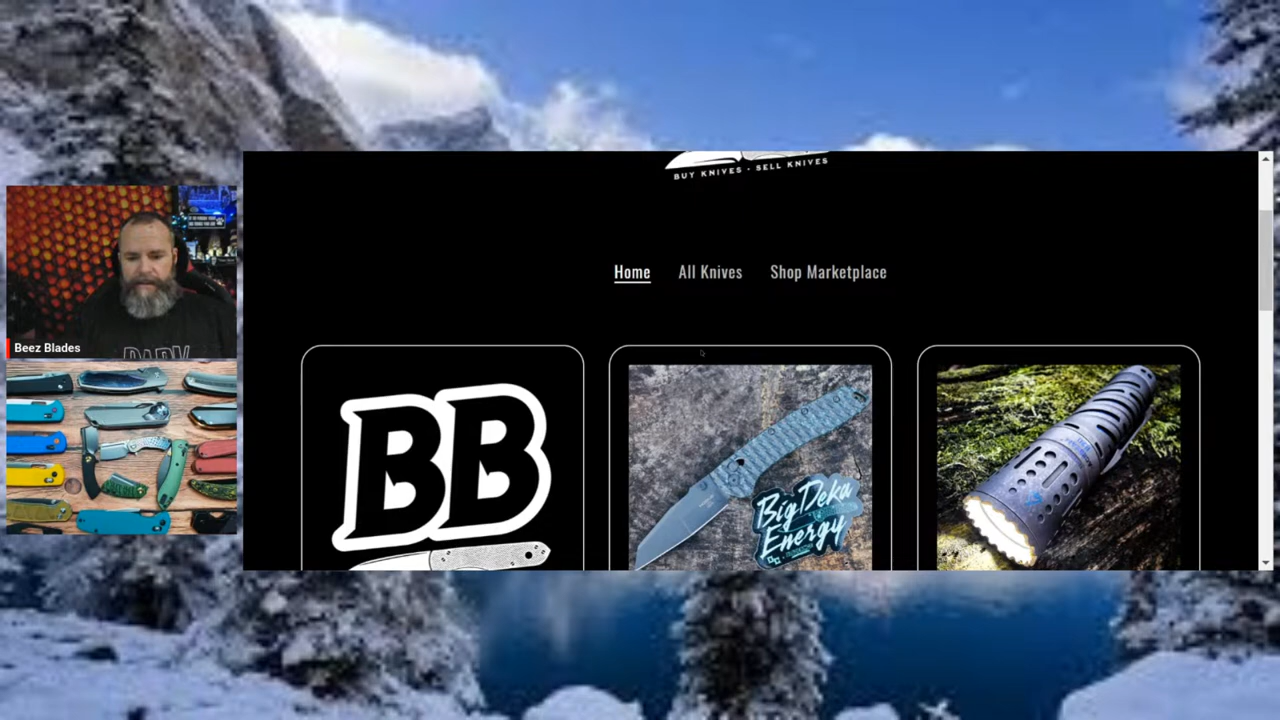 BUY KNIVES - SELL KNIVES
Home All Knives Shop Marketplace
Beez Blades
BB
Big Deka
Energy